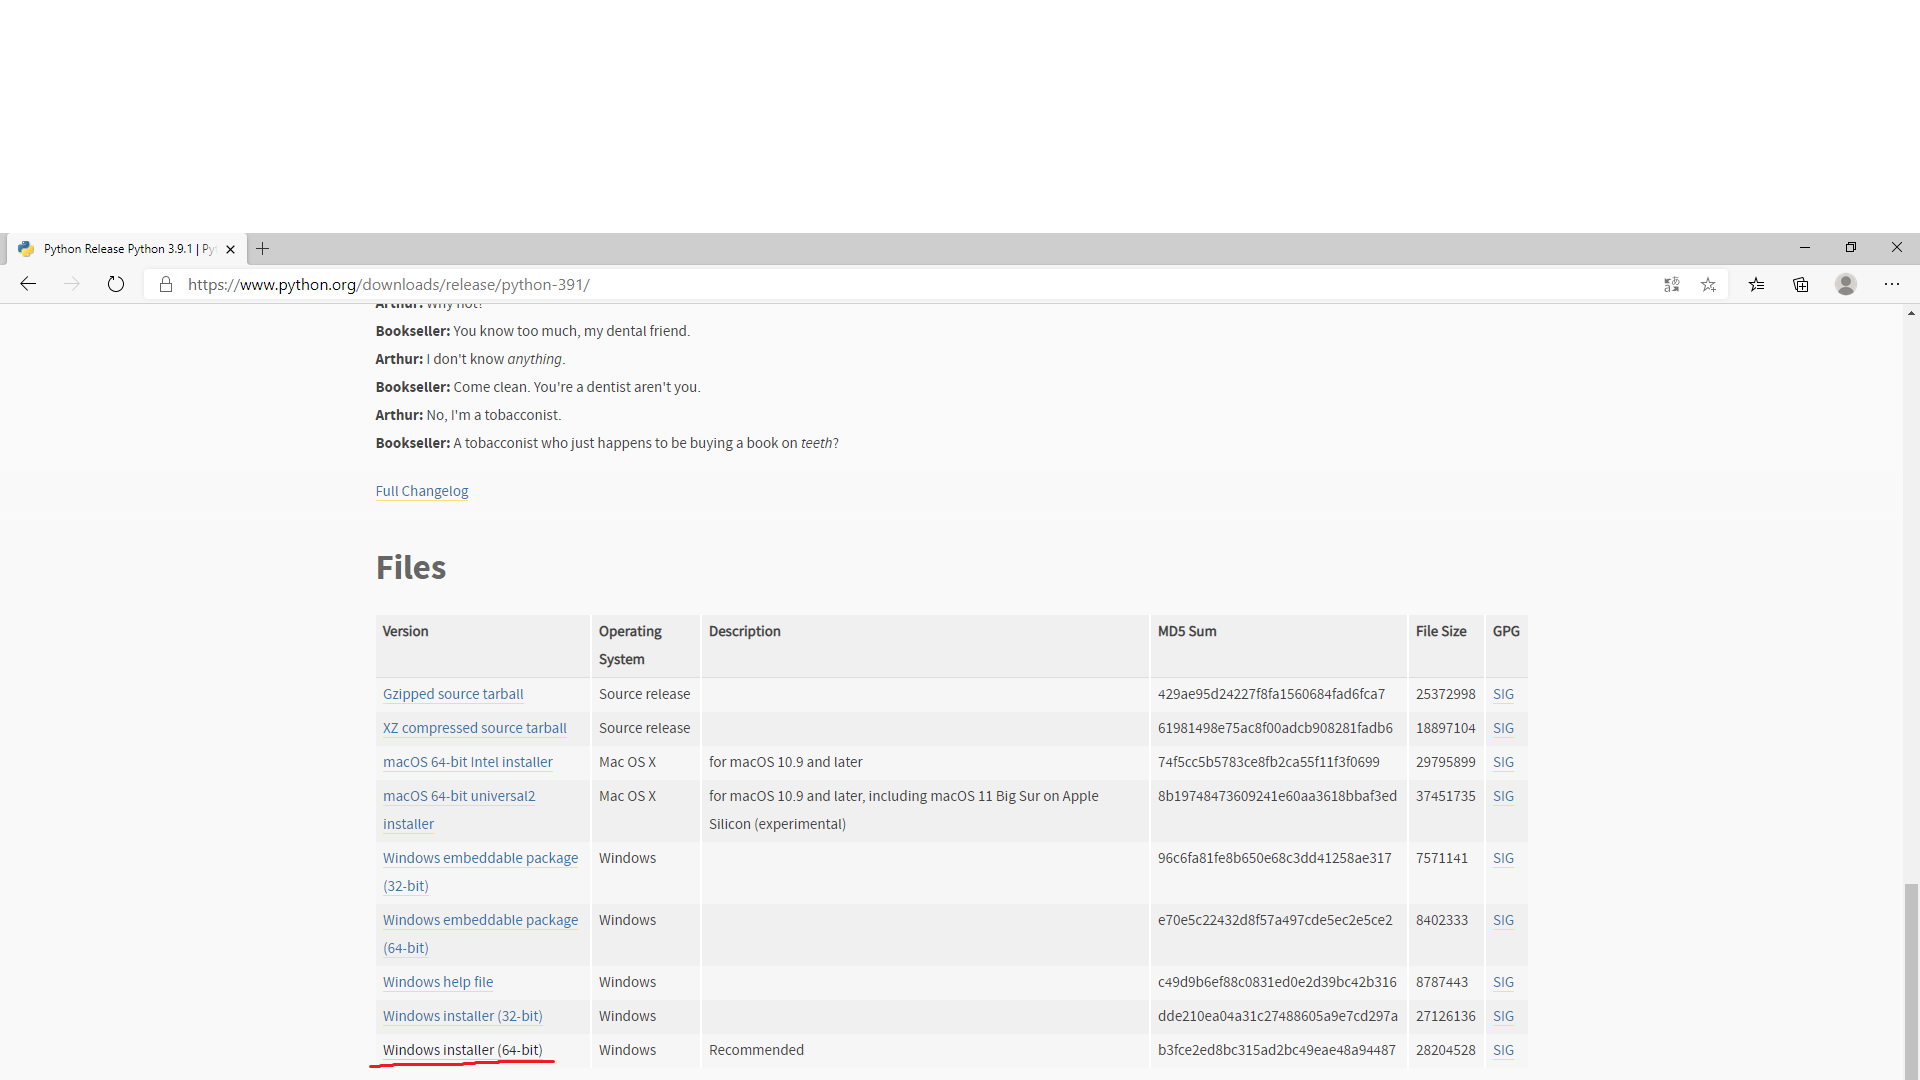 Python Release Python 3.9.1 | Py
https://www.python.org/downloads/release/python-391/
Arthur: Why not?
Bookseller: You know too much, my dental friend.
Arthur: I don't know anything.
Bookseller: Come clean. You're a dentist aren't you.
Arthur: No, I'm a tobacconist.
Bookseller: A tobacconist who just happens to be buying a book on teeth?
Full Changelog
Files
Version Operating System Description MD5 Sum File Size GPG
Gzipped source tarball Source release 429ae95d24227f8fa1560684fad6fca7 25372998 SIG
XZ compressed source tarball Source release 61981498e75ac8f00adcb908281fadb6 18897104 SIG
macOS 64-bit Intel installer Mac OS X for macOS 10.9 and later 74f5cc5b5783ce8fb2ca55f11f3f0699 29795899 SIG
macOS 64-bit universal2 Mac OS X for macOS 10.9 and later, including macOS 11 Big Sur on Apple 8b19748473609241e60aa3618bbaf3ed 37451735 SIG
installer Silicon (experimental)
Windows embeddable package Windows 96c6fa81fe8b650e68c3dd41258ae317 7571141 SIG
(32-bit)
Windows embeddable package Windows e70e5c22432d8f57a497cde5ec2e5ce2 8402333 SIG
(64-bit)
Windows help file Windows c49d9b6ef88c0831ed0e2d39bc42b316 8787443 SIG
Windows installer (32-bit) Windows dde210ea04a31c27488605a9e7cd297a 27126136 SIG
Windows installer (64-bit) Windows Recommended b3fce2ed8bc315ad2bc49eae48a94487 28204528 SIG